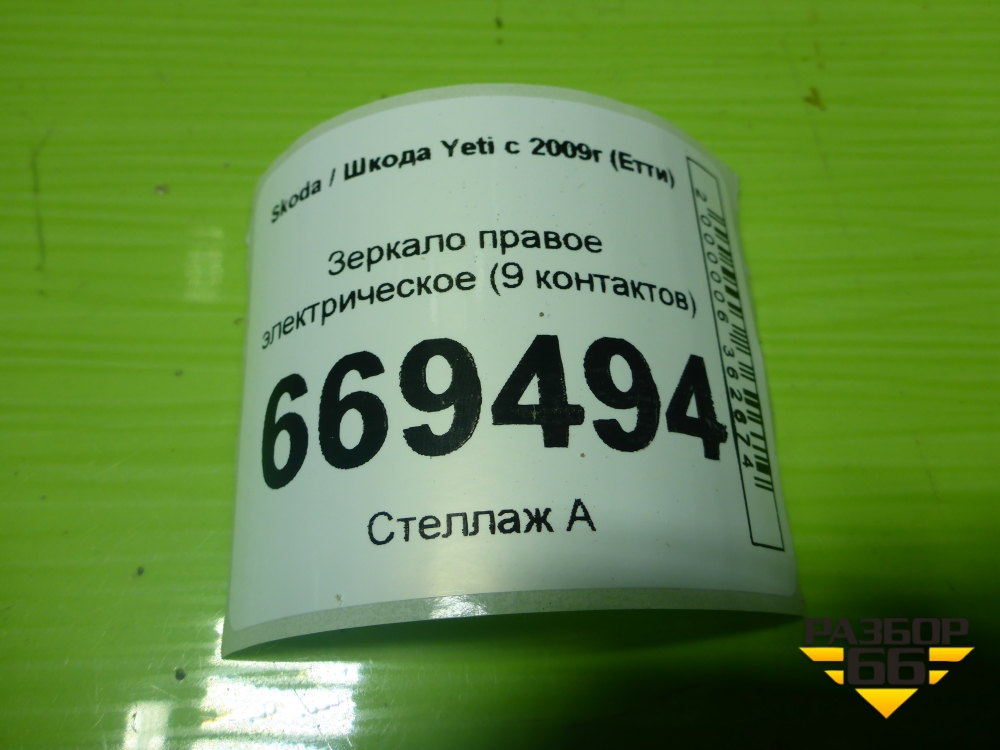 Skoda / Шкода Yeti с 2009г (Етти)
Зеркало правое
электрическое (9 контактов)
669494
Стеллаж А
2000006362674
РАЗБОР
66